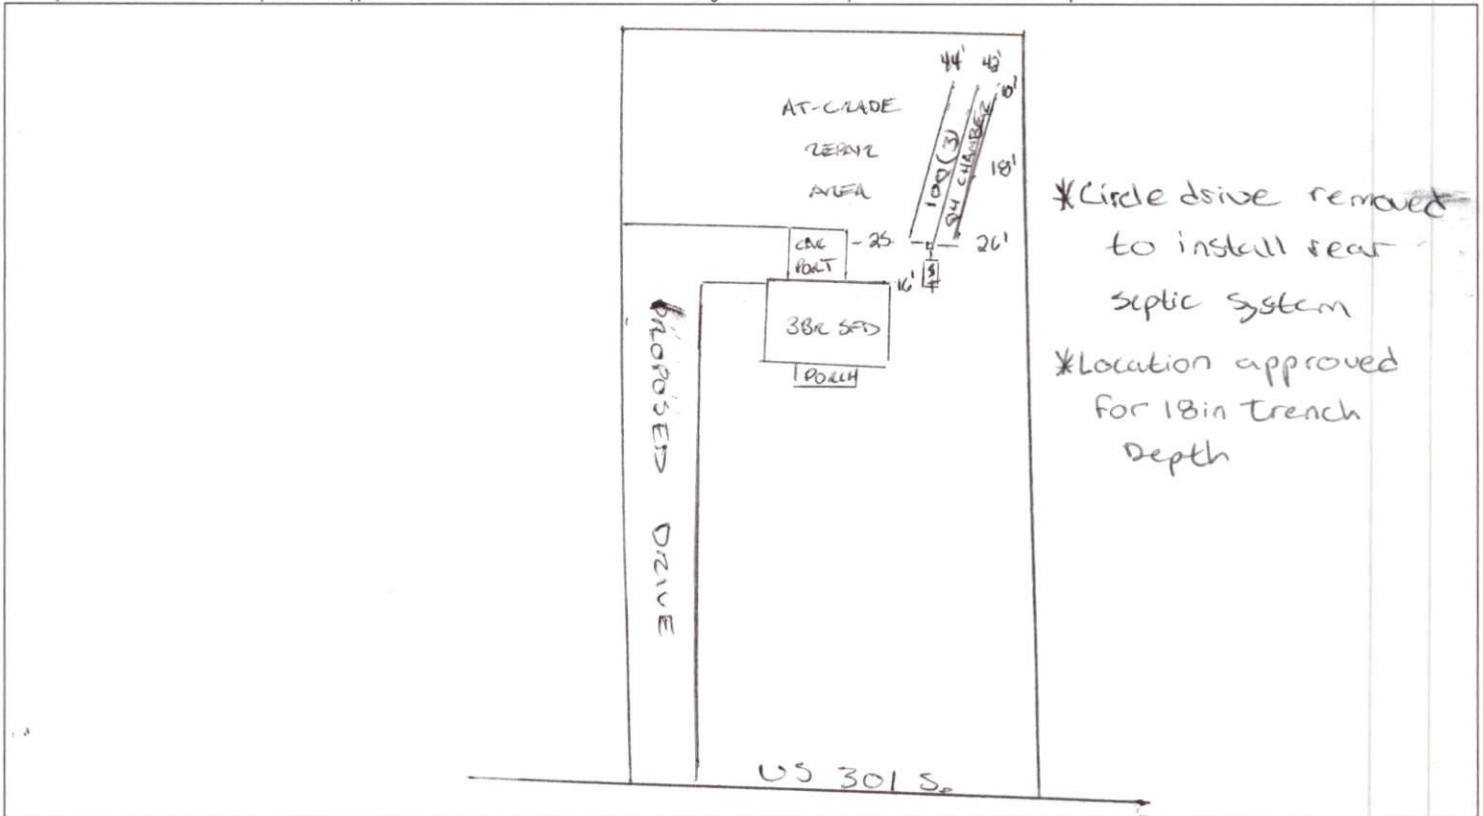 44' 42'
10'
AT-GRADE
REPAIR
AREA
100 (3)
CHAMBER
18'
CAR
PORT
- 25
26'
16'
ST
3BR SFD
PORCH
PROPOSED DRIVE
US 301 S.
*Circle drive removed
to install rear
septic system
*Location approved
for 18in trench
Depth